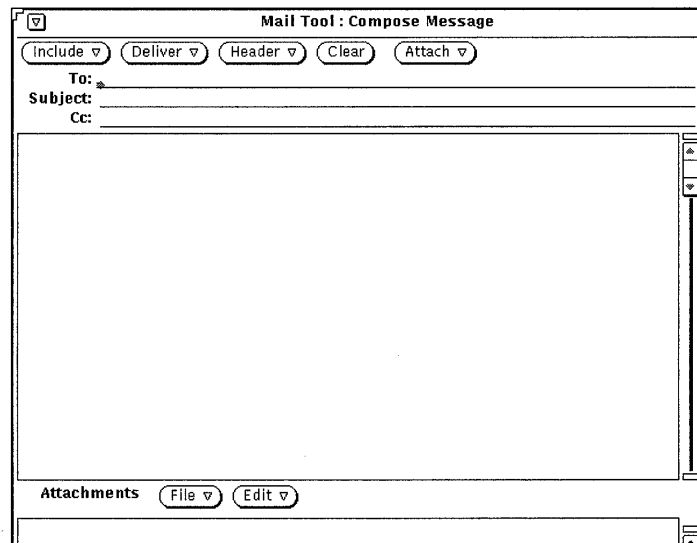 Mail Tool : Compose Message
Include Deliver Header Clear Attach
To:
Subject:
Cc:
Attachments File Edit